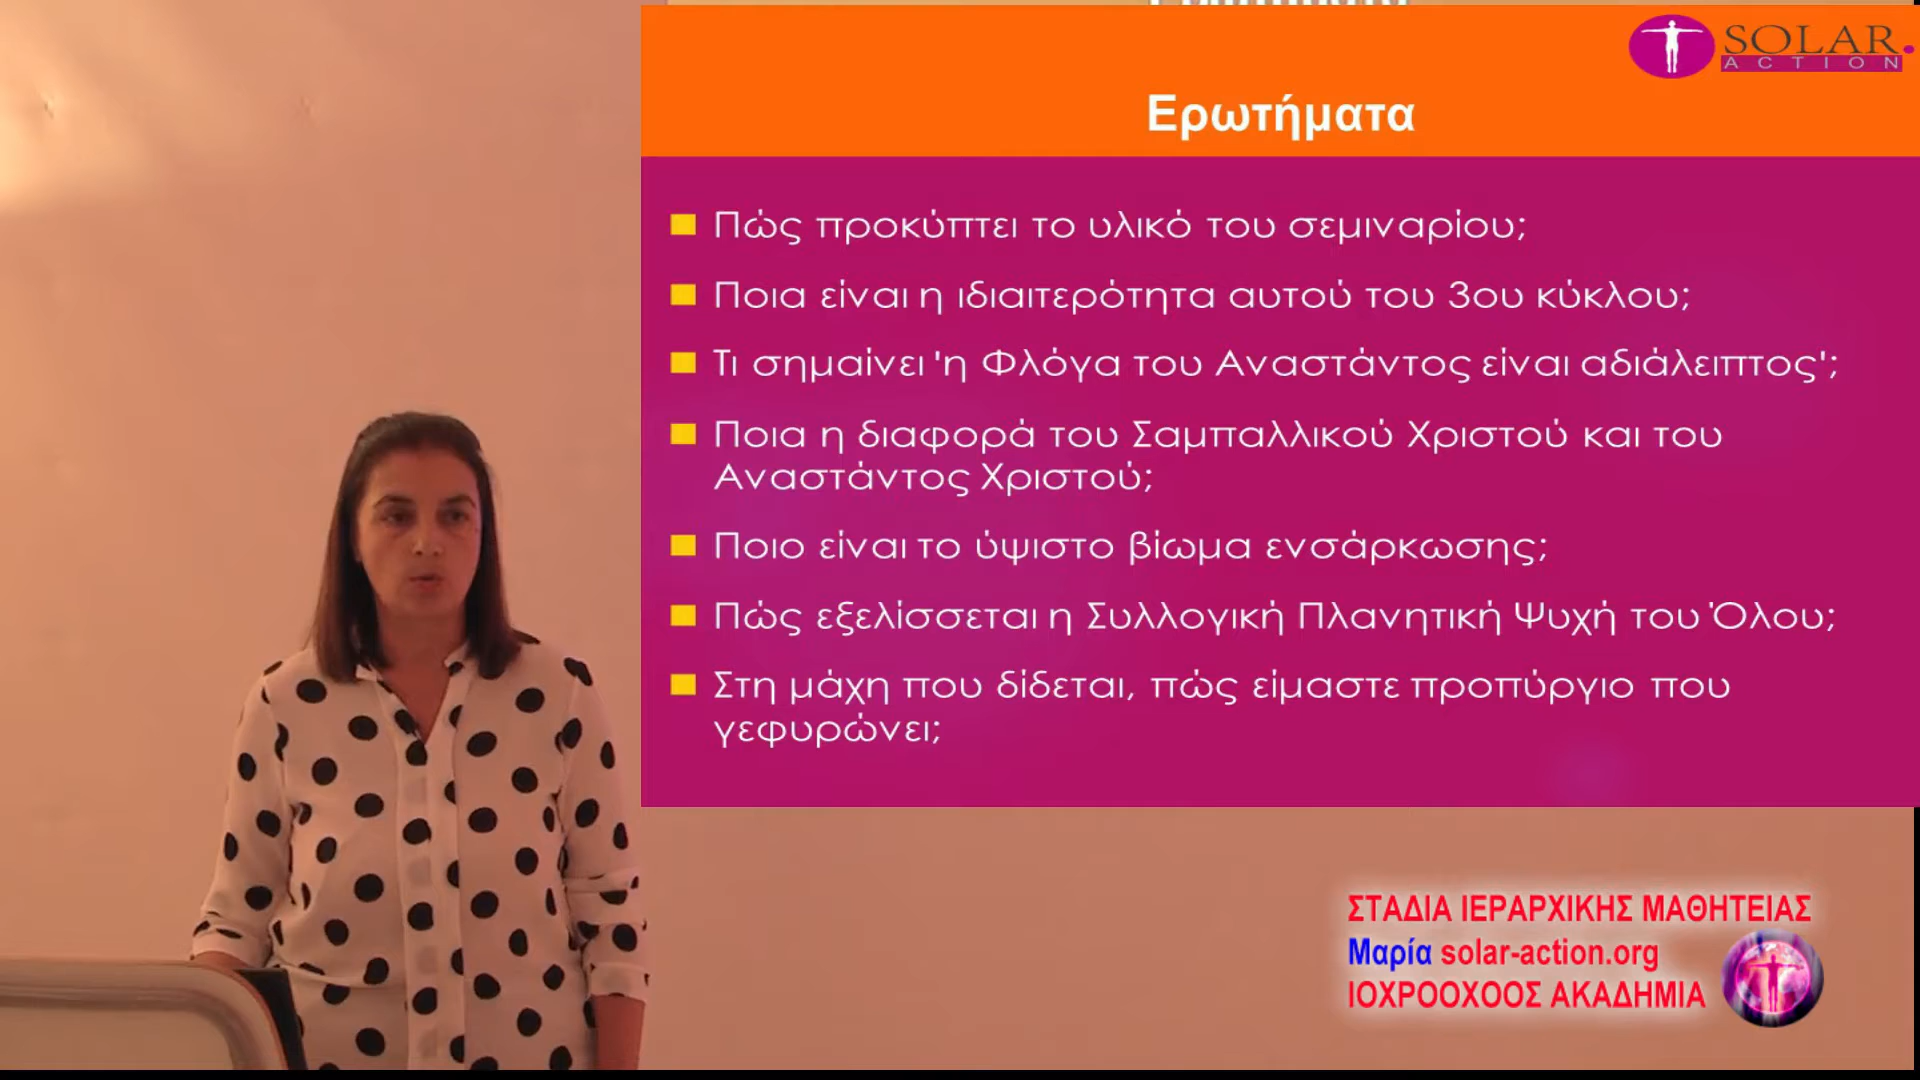 SOLAR.
ACTION
Ερωτήματα
Πώς προκύπτει το υλικό του σεμιναρίου;
Ποια είναι η ιδιαιτερότητα αυτού του 3ου κύκλου;
Τι σημαίνει 'η Φλόγα του Αναστάντος είναι αδιάλειπτος';
Ποια η διαφορά του Σαμπαλλικού Χριστού και του
Αναστάντος Χριστού;
Ποιο είναι το ύψιστο βίωμα ενσάρκωσης;
Πώς εξελίσσεται η Συλλογική Πλανητική Ψυχή του Όλου;
Στη μάχη που δίδεται, πώς είμαστε προπύργιο που
γεφυρώνει;
ΣΤΑΔΙΑ ΙΕΡΑΡΧΙΚΗΣ ΜΑΘΗΤΕΙΑΣ
Μαρία solar-action.org
ΙΟΧΡΟΟΧΟΟΣ ΑΚΑΔΗΜΙΑ